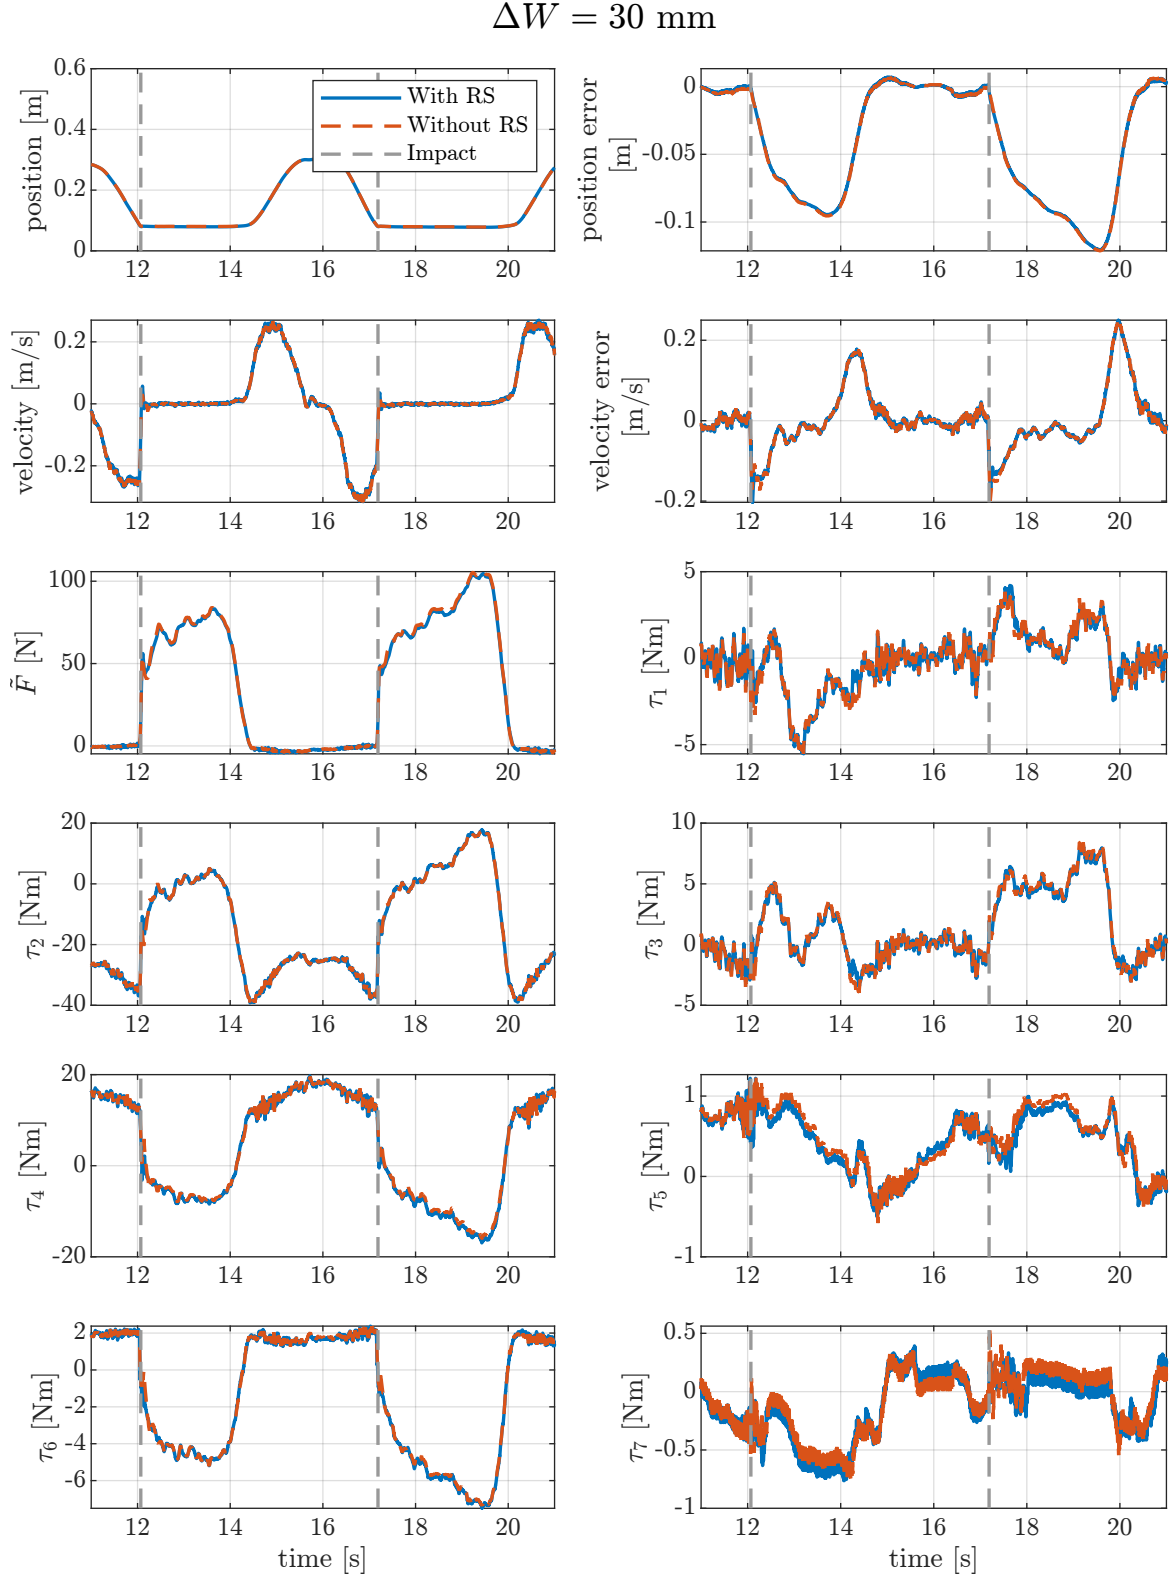 ΔW = 30 mm
position [m]
0.6
0.4
0.2
0
12 14 16 18 20
With RS
Without RS
Impact
position error
[m]
0
-0.05
-0.1
12 14 16 18 20
velocity [m/s]
0.2
0
-0.2
12 14 16 18 20
velocity error
[m/s]
0.2
0
-0.2
12 14 16 18 20
F̃ [N]
100
50
0
12 14 16 18 20
τ₁ [Nm]
5
0
-5
12 14 16 18 20
τ₂ [Nm]
20
0
-20
-40
12 14 16 18 20
τ₃ [Nm]
10
5
0
-5
12 14 16 18 20
τ₄ [Nm]
20
0
-20
12 14 16 18 20
τ₅ [Nm]
1
0
-1
12 14 16 18 20
τ₆ [Nm]
2
0
-2
-4
-6
12 14 16 18 20
time [s]
τ₇ [Nm]
0.5
0
-0.5
-1
12 14 16 18 20
time [s]